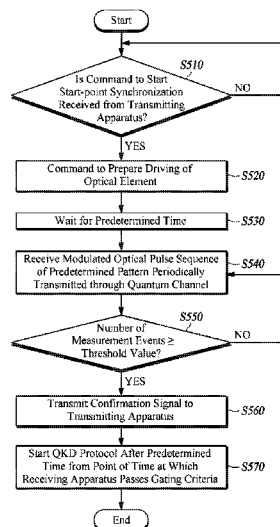 Start
S510
Is Command to Start
Start-point Synchronization
Received from Transmitting
Apparatus?
NO
YES
Command to Prepare Driving of
Optical Element
S520
Wait for Predetermined Time
S530
Receive Modulated Optical Pulse Sequence
of Predetermined Pattern Periodically
Transmitted through Quantum Channel
S540
S550
Number of
Measurement Events ≥
Threshold Value?
NO
YES
Transmit Confirmation Signal to
Transmitting Apparatus
S560
Start QKD Protocol After Predetermined
Time from Point of Time at Which
Receiving Apparatus Passes Gating Criteria
S570
End